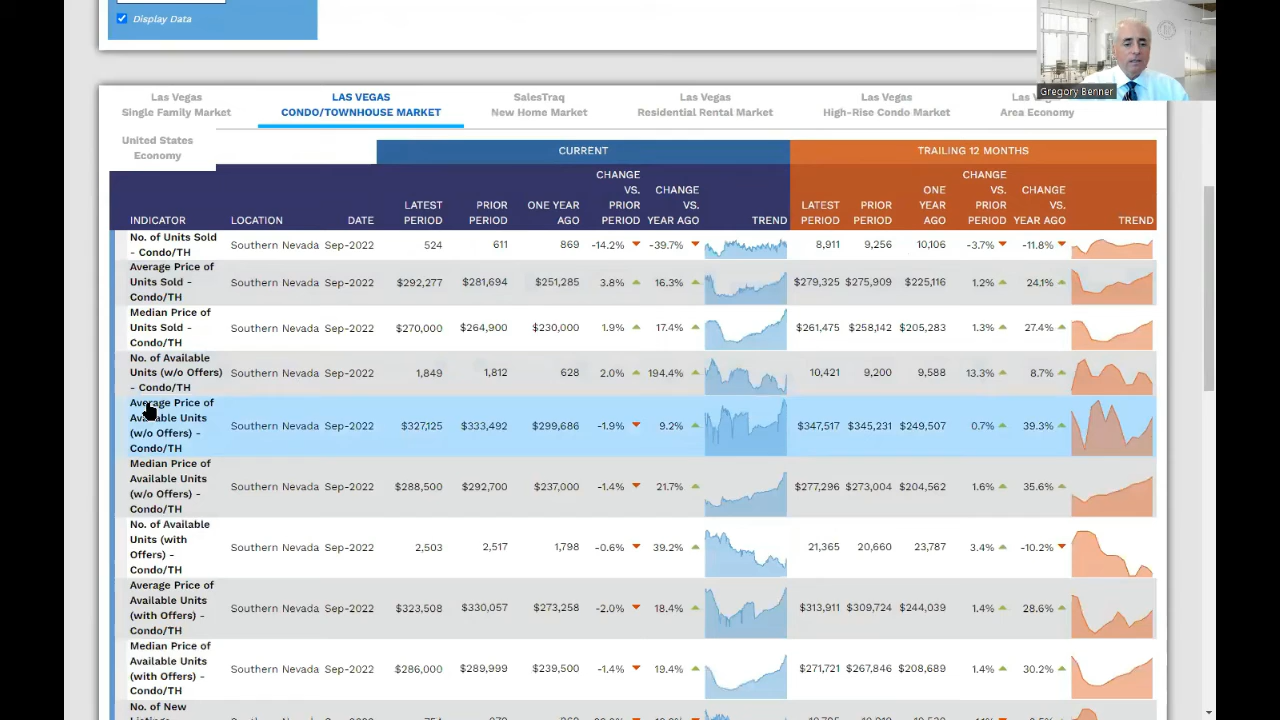 Display Data
Gregory Benner
Las Vegas
Single Family Market
LAS VEGAS
CONDO/TOWNHOUSE MARKET
SalesTraq
New Home Market
Las Vegas
Residential Rental Market
Las Vegas
High-Rise Condo Market
Las
Area Economy
United States
Economy
CURRENT
TRAILING 12 MONTHS
INDICATOR
LOCATION
DATE
LATEST PERIOD
PRIOR PERIOD
ONE YEAR AGO
CHANGE VS. PRIOR PERIOD
CHANGE VS. YEAR AGO
TREND
LATEST PERIOD
PRIOR PERIOD
ONE YEAR AGO
CHANGE VS. PRIOR PERIOD
CHANGE VS. YEAR AGO
TREND
No. of Units Sold - Condo/TH Southern Nevada Sep-2022 524 611 869 -14.2% -39.7% 8,911 9,256 10,106 -3.7% -11.8%
Average Price of Units Sold - Condo/TH Southern Nevada Sep-2022 $292,277 $281,694 $251,285 3.8% 16.3% $279,325 $275,909 $225,116 1.2% 24.1%
Median Price of Units Sold - Condo/TH Southern Nevada Sep-2022 $270,000 $264,900 $230,000 1.9% 17.4% $261,475 $258,142 $205,283 1.3% 27.4%
No. of Available Units (w/o Offers) - Condo/TH Southern Nevada Sep-2022 1,849 1,812 628 2.0% 194.4% 10,421 9,200 9,588 13.3% 8.7%
Average Price of Available Units (w/o Offers) - Condo/TH Southern Nevada Sep-2022 $327,125 $333,492 $299,686 -1.9% 9.2% $347,517 $345,231 $249,507 0.7% 39.3%
Median Price of Available Units (w/o Offers) - Condo/TH Southern Nevada Sep-2022 $288,500 $292,700 $237,000 -1.4% 21.7% $277,296 $273,004 $204,562 1.6% 35.6%
No. of Available Units (with Offers) - Condo/TH Southern Nevada Sep-2022 2,503 2,517 1,798 -0.6% 39.2% 21,365 20,660 23,787 3.4% -10.2%
Average Price of Available Units (with Offers) - Condo/TH Southern Nevada Sep-2022 $323,508 $330,057 $273,258 -2.0% 18.4% $313,911 $309,724 $244,039 1.4% 28.6%
Median Price of Available Units (with Offers) - Condo/TH Southern Nevada Sep-2022 $286,000 $289,999 $239,500 -1.4% 19.4% $271,721 $267,846 $208,689 1.4% 30.2%
No. of New
Listings